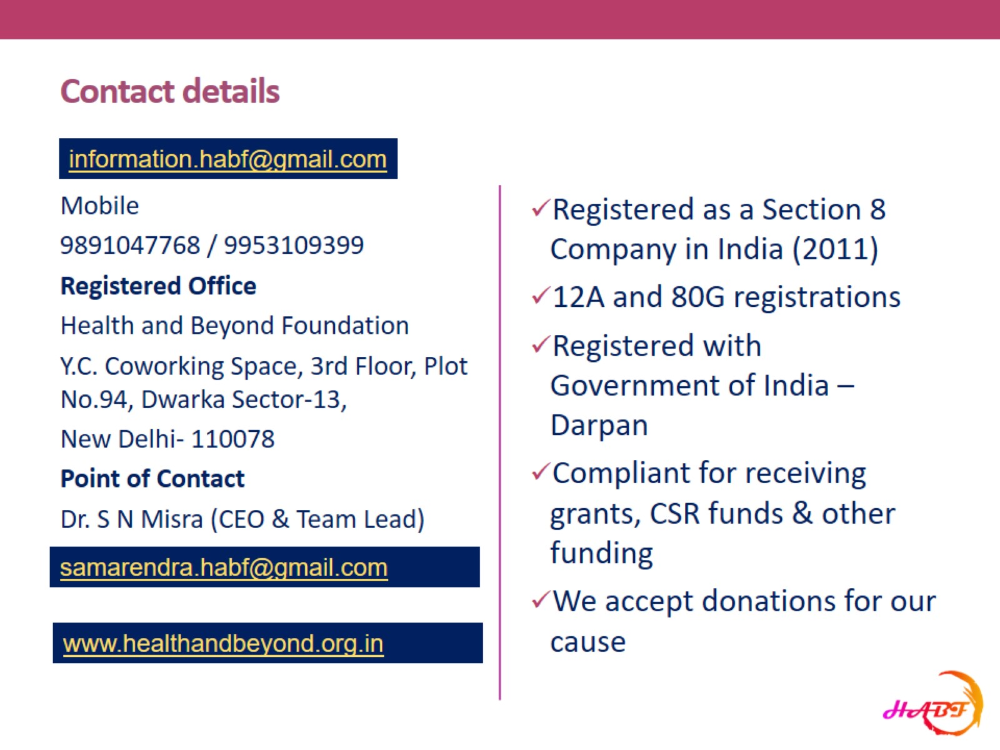 Contact details
information.habf@gmail.com
Mobile
9891047768 / 9953109399
Registered Office
Health and Beyond Foundation
Y.C. Coworking Space, 3rd Floor, Plot
No.94, Dwarka Sector-13,
New Delhi- 110078
Point of Contact
Dr. S N Misra (CEO & Team Lead)
samarendra.habf@gmail.com
www.healthandbeyond.org.in
✓Registered as a Section 8
Company in India (2011)
✓12A and 80G registrations
✓Registered with
Government of India –
Darpan
✓Compliant for receiving
grants, CSR funds & other
funding
✓We accept donations for our
cause
HABF